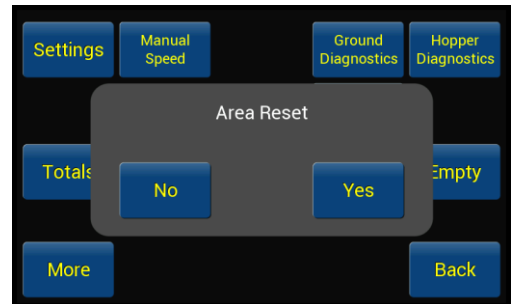 Settings
Manual
Speed
Ground
Diagnostics
Hopper
Diagnostics
Area Reset
Totals
No
Yes
Empty
More
Back